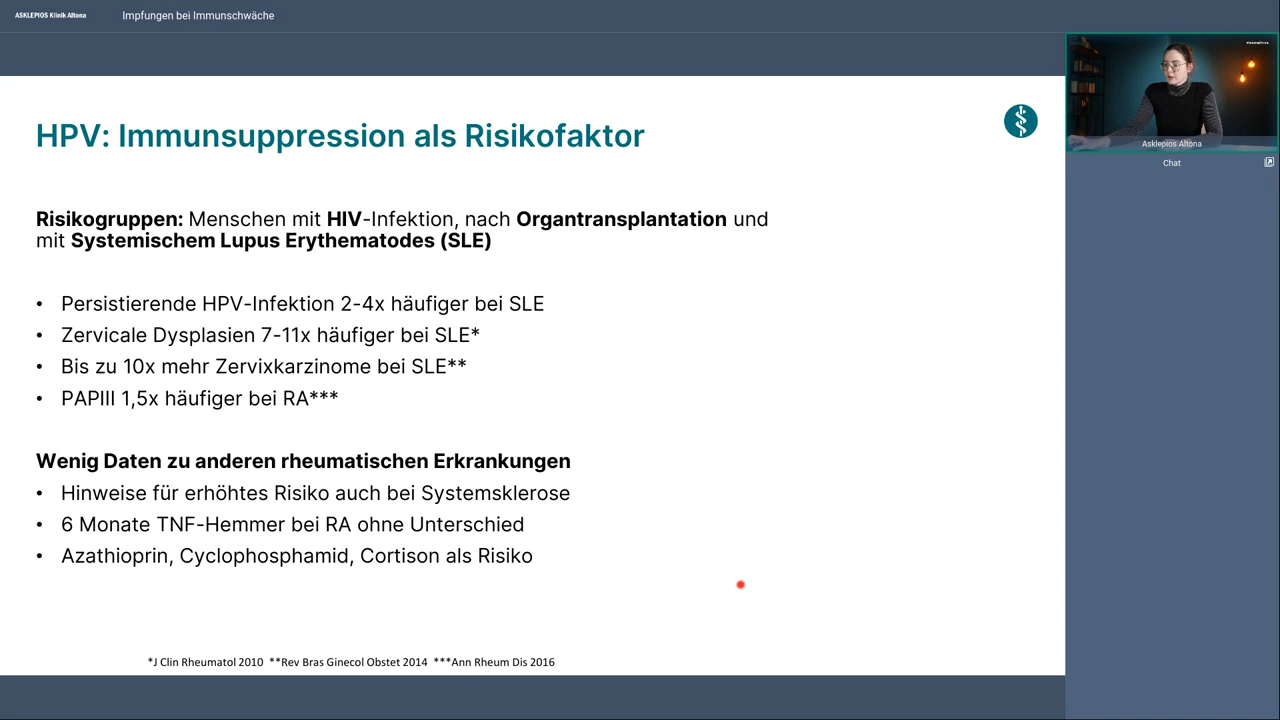 ASKLEPIOS Klinik Altona
Impfungen bei Immunschwäche
HPV: Immunsuppression als Risikofaktor
Risikogruppen: Menschen mit HIV-Infektion, nach Organtransplantation und
mit Systemischem Lupus Erythematodes (SLE)
• Persistierende HPV-Infektion 2-4x häufiger bei SLE
• Zervicale Dysplasien 7-11x häufiger bei SLE*
• Bis zu 10x mehr Zervixkarzinome bei SLE**
• PAPIII 1,5x häufiger bei RA***
Wenig Daten zu anderen rheumatischen Erkrankungen
• Hinweise für erhöhtes Risiko auch bei Systemsklerose
• 6 Monate TNF-Hemmer bei RA ohne Unterschied
• Azathioprin, Cyclophosphamid, Cortison als Risiko
*J Clin Rheumatol 2010 **Rev Bras Ginecol Obstet 2014 ***Ann Rheum Dis 2016
Asklepios Altona
Chat